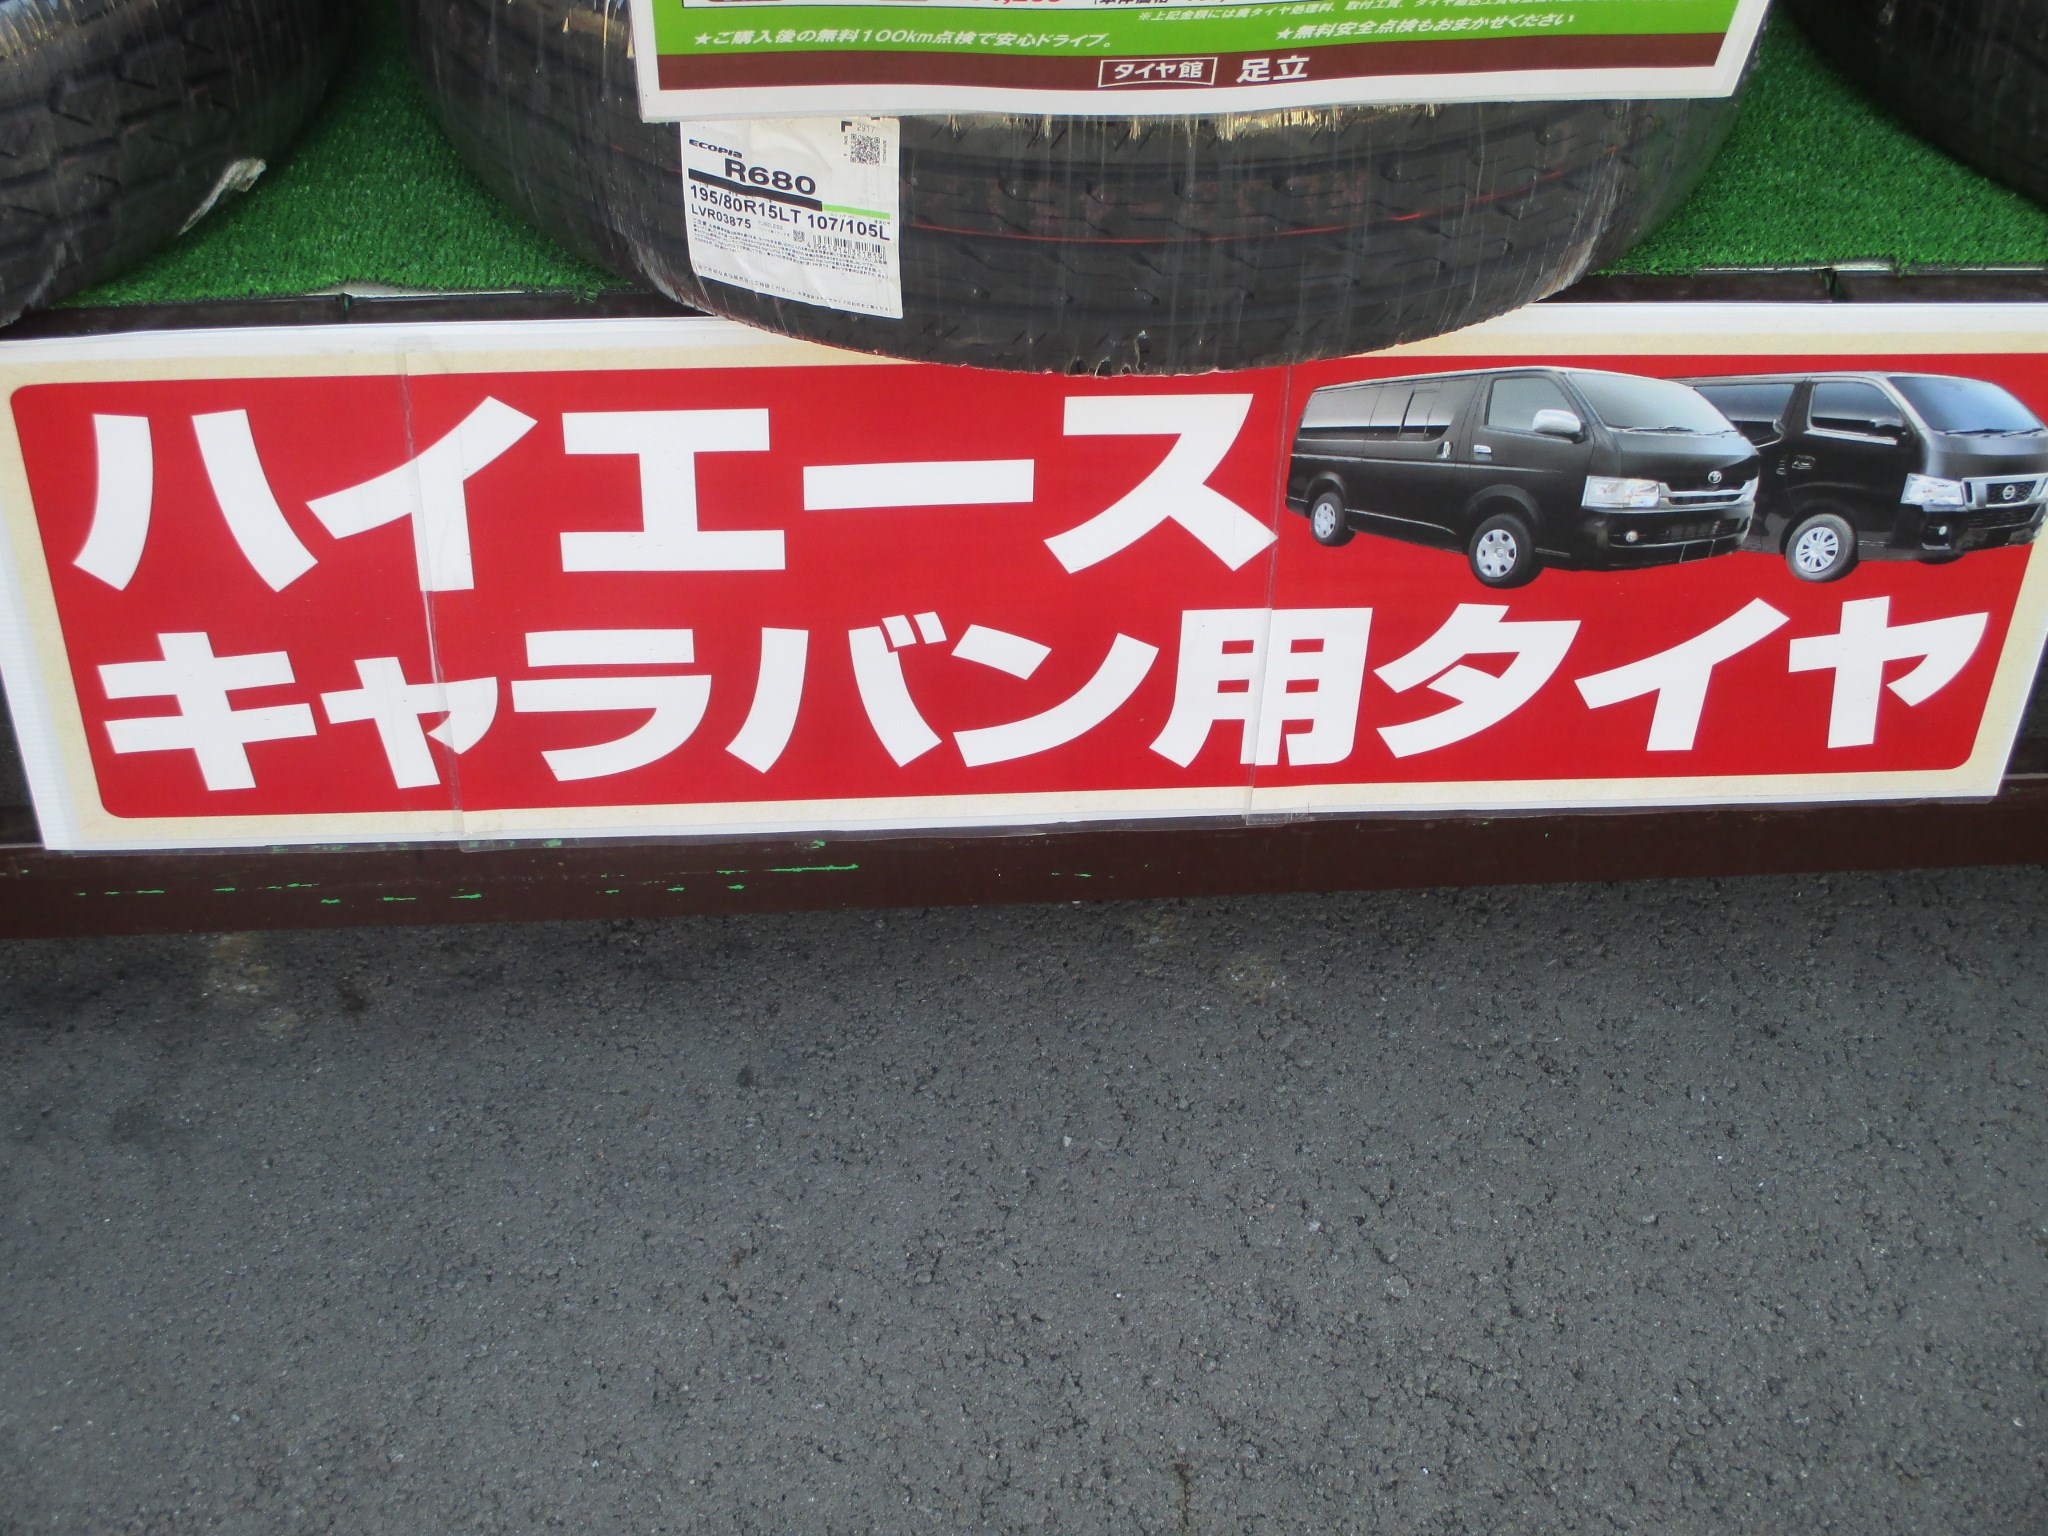 ★ご購入後の無料100km点検で安心ドライブ。
★無料安全点検もおまかせください
タイヤ館 足立
2917
ECOPIA
R680
195/80R15LT 107/105L
LVR03875 TUBELESS
ハイエース
キャラバン用タイヤ